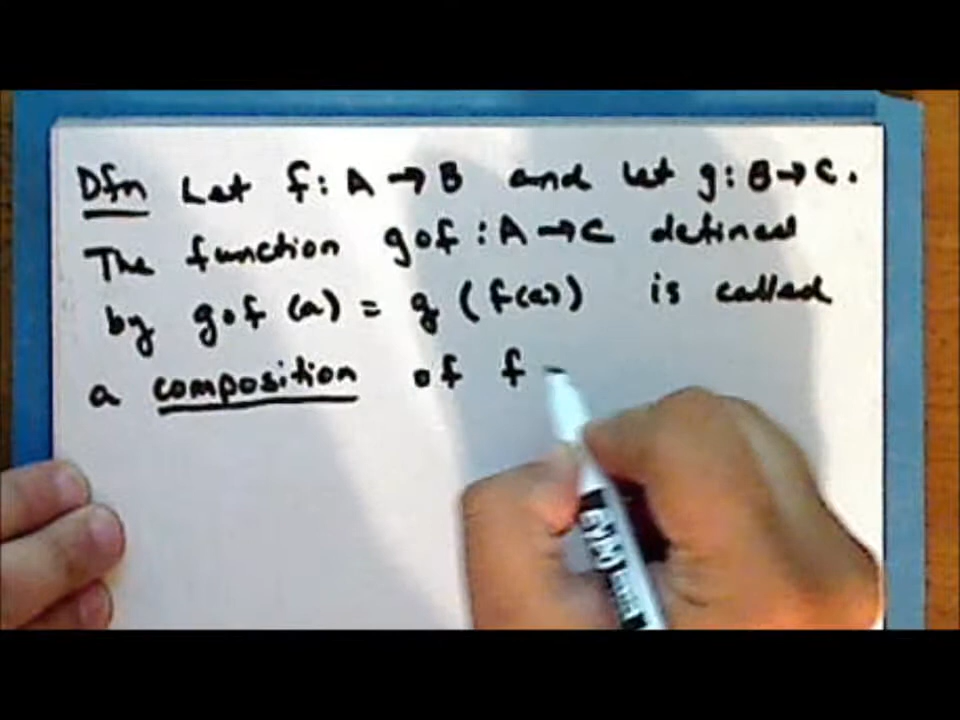 Dfn Let f: A → B and let g: B → C.
The function g∘f : A → C defined
by g∘f (a) = g (f(a)) is called
a composition of f